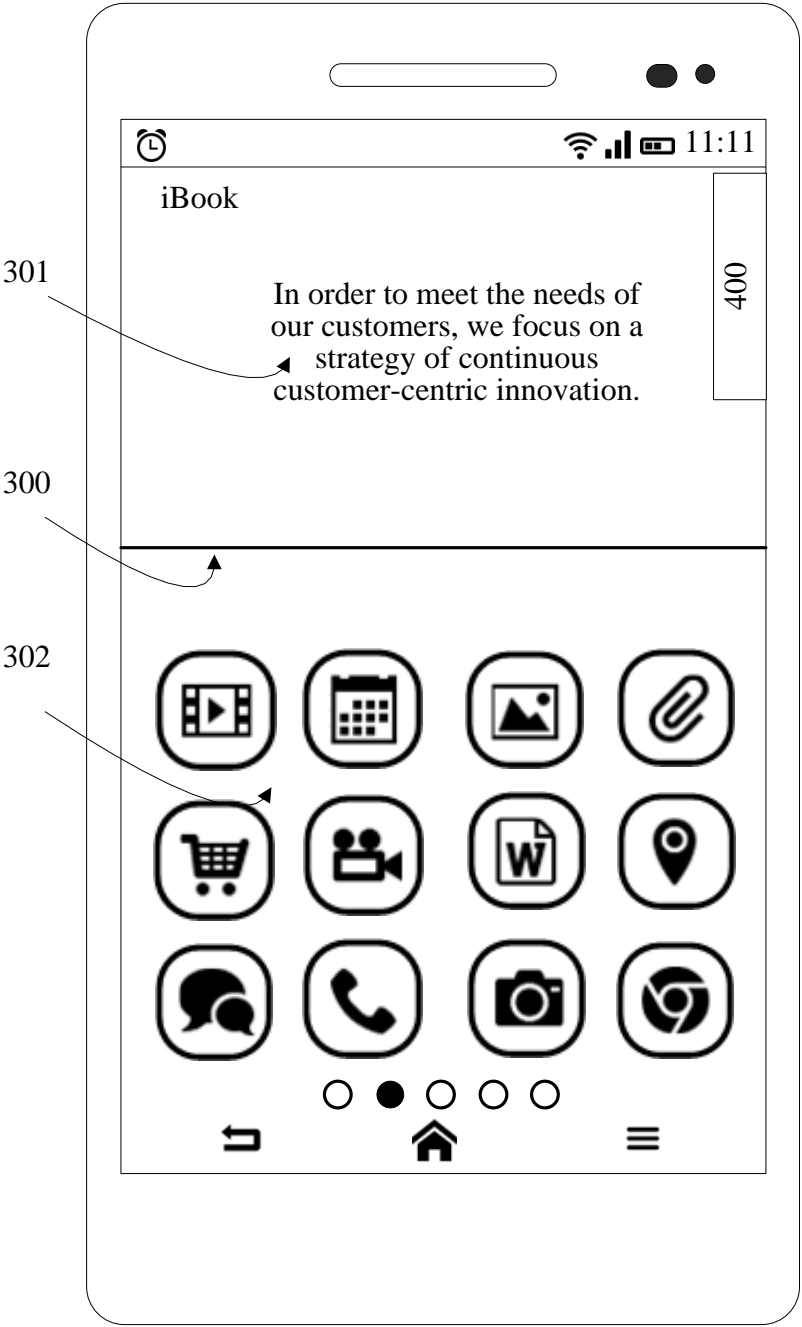 11:11
iBook
301
400
In order to meet the needs of
our customers, we focus on a
strategy of continuous
customer-centric innovation.
300
302
W